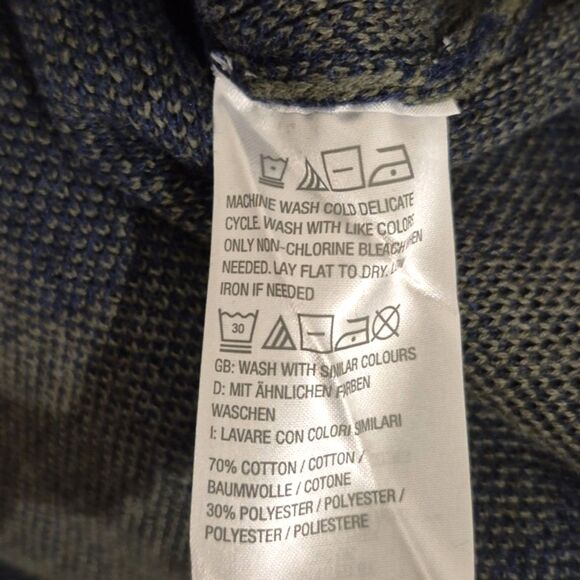 MACHINE WASH COLD DELICATE
CYCLE. WASH WITH LIKE COLORS
ONLY NON-CHLORINE BLEACH WHEN
NEEDED. LAY FLAT TO DRY. LOW
IRON IF NEEDED
30
GB: WASH WITH SIMILAR COLOURS
D: MIT ÄHNLICHEN FARBEN
WASCHEN
I: LAVARE CON COLORI SIMILARI
70% COTTON / COTTON /
BAUMWOLLE / COTONE
30% POLYESTER / POLYESTER /
POLYESTER / POLIESTERE